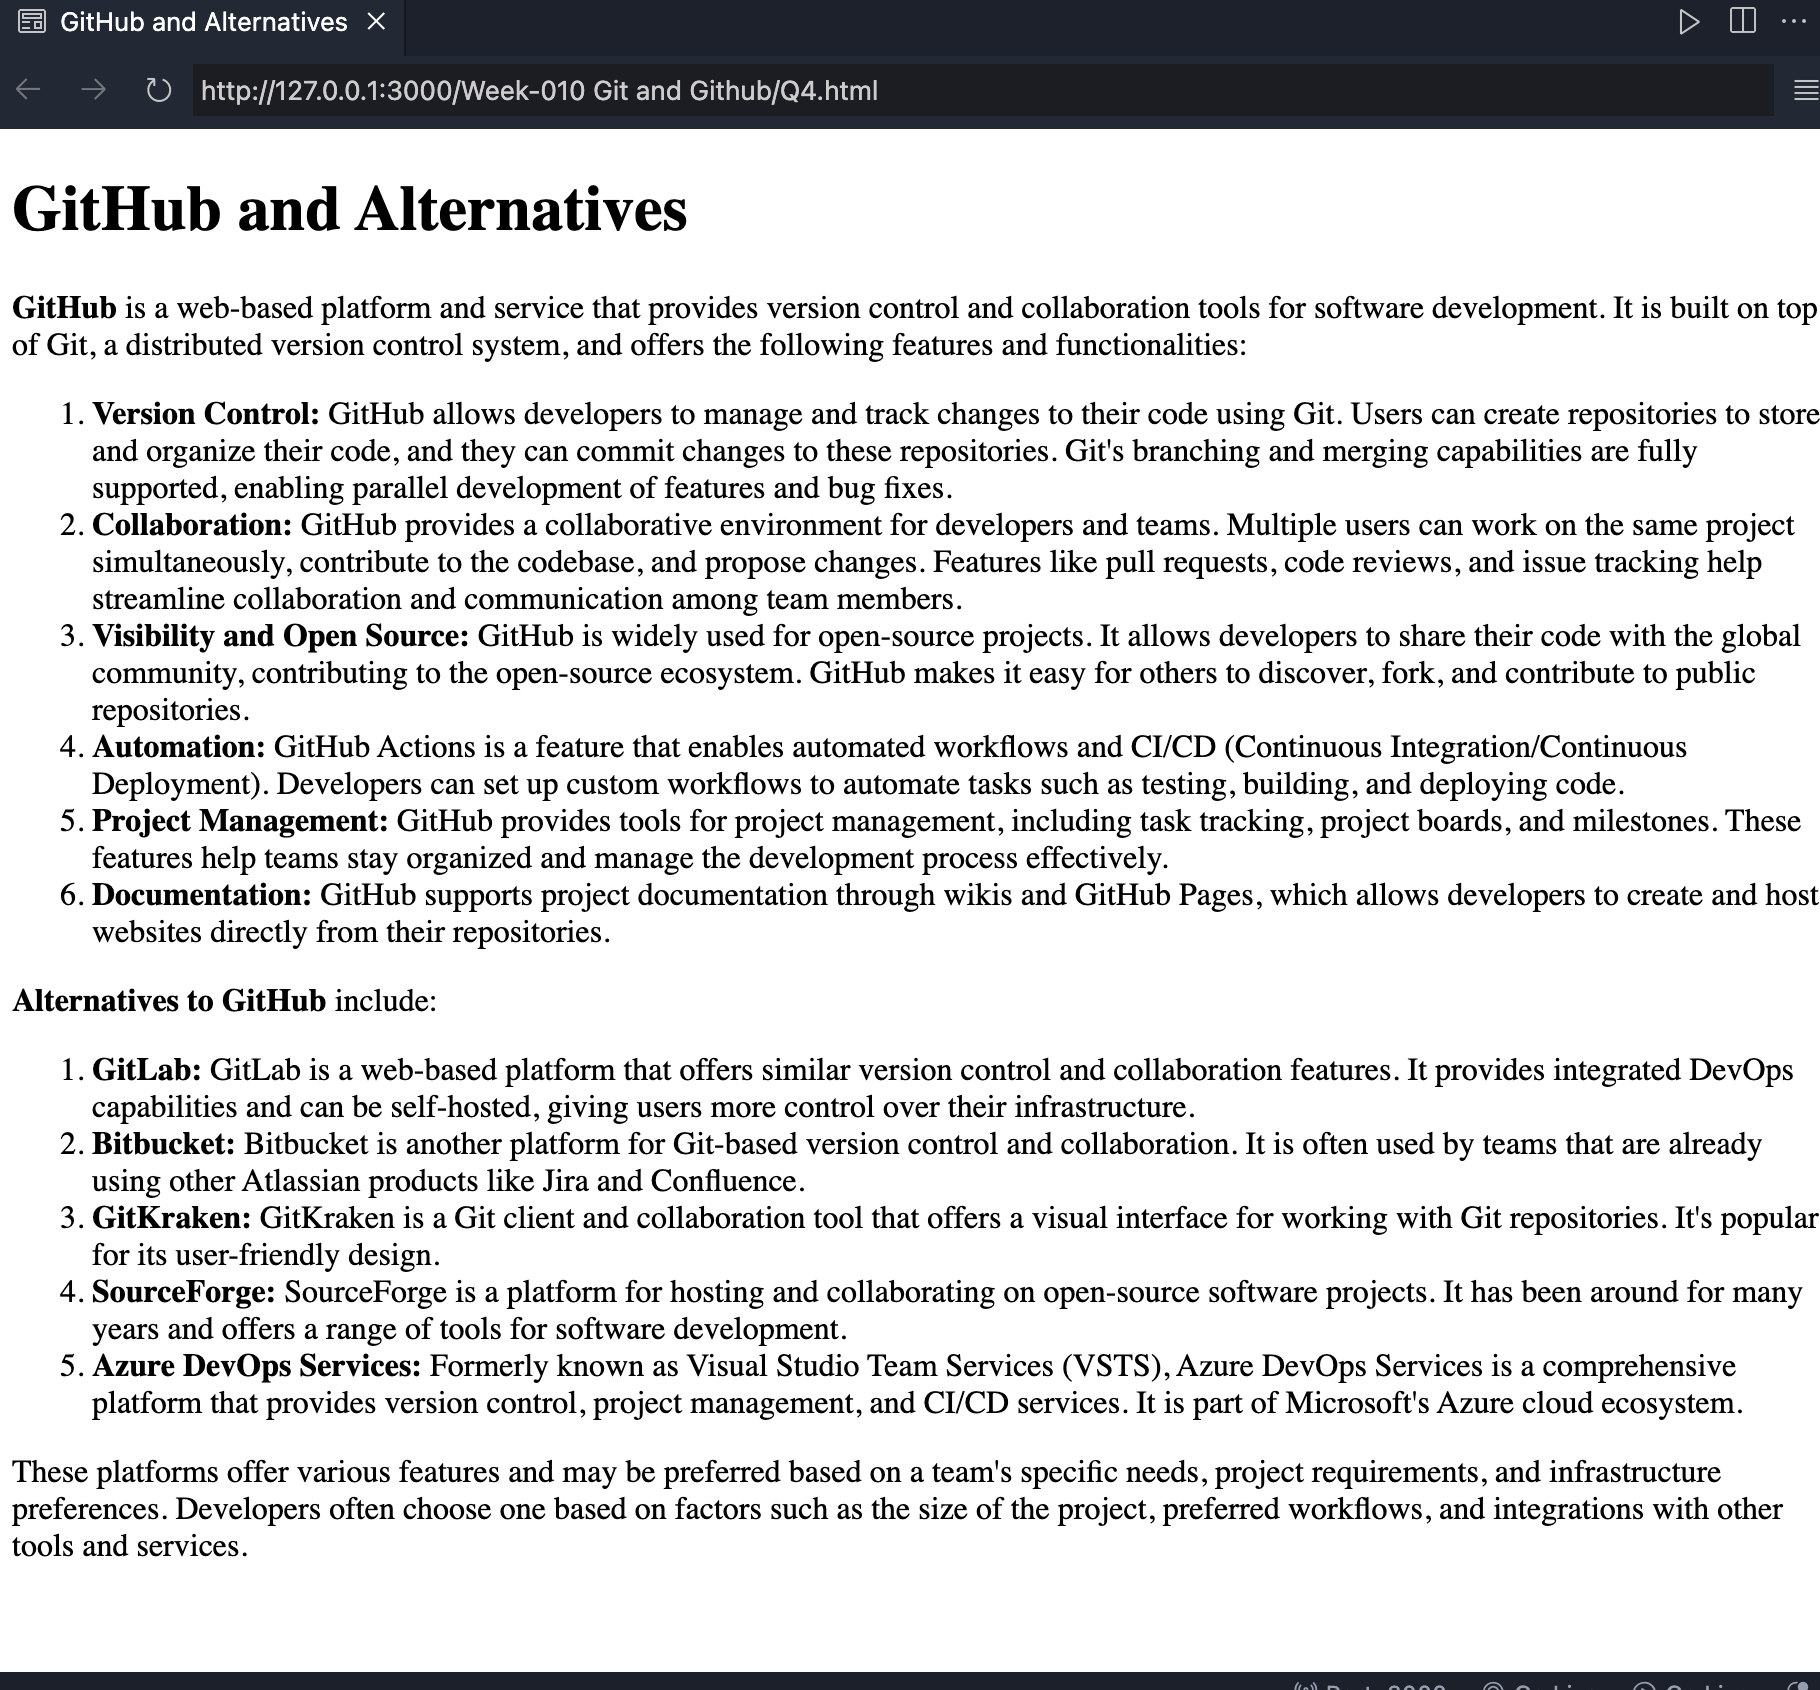 GitHub and Alternatives
http://127.0.0.1:3000/Week-010 Git and Github/Q4.html
GitHub and Alternatives
GitHub is a web-based platform and service that provides version control and collaboration tools for software development. It is built on top
of Git, a distributed version control system, and offers the following features and functionalities:
1. Version Control: GitHub allows developers to manage and track changes to their code using Git. Users can create repositories to store
and organize their code, and they can commit changes to these repositories. Git's branching and merging capabilities are fully
supported, enabling parallel development of features and bug fixes.
2. Collaboration: GitHub provides a collaborative environment for developers and teams. Multiple users can work on the same project
simultaneously, contribute to the codebase, and propose changes. Features like pull requests, code reviews, and issue tracking help
streamline collaboration and communication among team members.
3. Visibility and Open Source: GitHub is widely used for open-source projects. It allows developers to share their code with the global
community, contributing to the open-source ecosystem. GitHub makes it easy for others to discover, fork, and contribute to public
repositories.
4. Automation: GitHub Actions is a feature that enables automated workflows and CI/CD (Continuous Integration/Continuous
Deployment). Developers can set up custom workflows to automate tasks such as testing, building, and deploying code.
5. Project Management: GitHub provides tools for project management, including task tracking, project boards, and milestones. These
features help teams stay organized and manage the development process effectively.
6. Documentation: GitHub supports project documentation through wikis and GitHub Pages, which allows developers to create and host
websites directly from their repositories.
Alternatives to GitHub include:
1. GitLab: GitLab is a web-based platform that offers similar version control and collaboration features. It provides integrated DevOps
capabilities and can be self-hosted, giving users more control over their infrastructure.
2. Bitbucket: Bitbucket is another platform for Git-based version control and collaboration. It is often used by teams that are already
using other Atlassian products like Jira and Confluence.
3. GitKraken: GitKraken is a Git client and collaboration tool that offers a visual interface for working with Git repositories. It's popular
for its user-friendly design.
4. SourceForge: SourceForge is a platform for hosting and collaborating on open-source software projects. It has been around for many
years and offers a range of tools for software development.
5. Azure DevOps Services: Formerly known as Visual Studio Team Services (VSTS), Azure DevOps Services is a comprehensive
platform that provides version control, project management, and CI/CD services. It is part of Microsoft's Azure cloud ecosystem.
These platforms offer various features and may be preferred based on a team's specific needs, project requirements, and infrastructure
preferences. Developers often choose one based on factors such as the size of the project, preferred workflows, and integrations with other
tools and services.